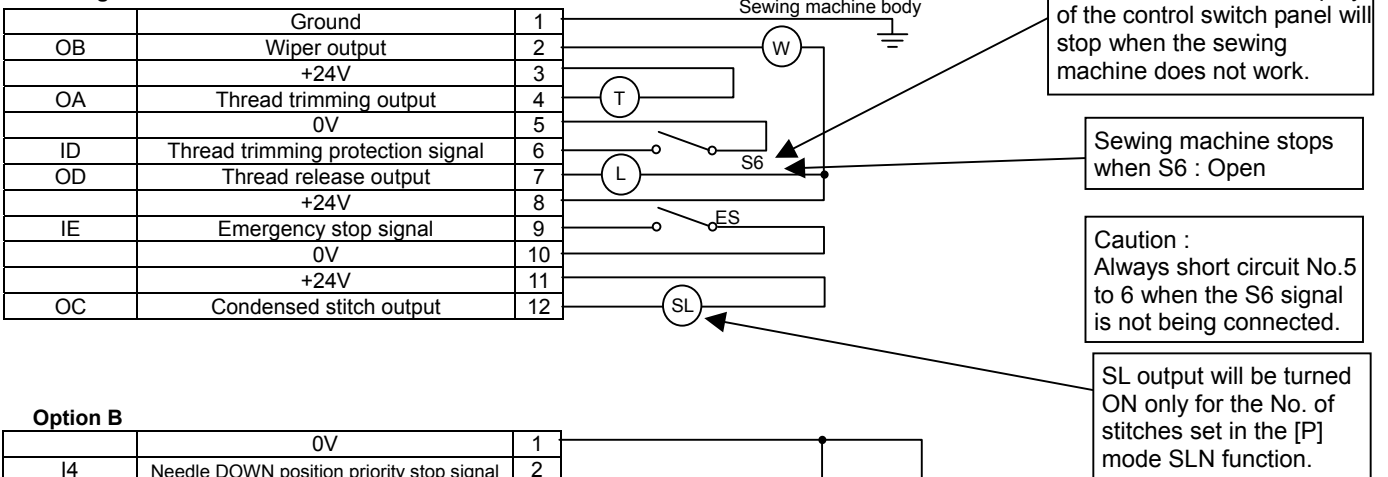 Sewing machine body
Ground 1
OB Wiper output 2
+24V 3
OA Thread trimming output 4
0V 5
ID Thread trimming protection signal 6
OD Thread release output 7
+24V 8
IE Emergency stop signal 9
0V 10
+24V 11
OC Condensed stitch output 12
W
T
S6
L
ES
SL
of the control switch panel will
stop when the sewing
machine does not work.
Sewing machine stops
when S6 : Open
Caution :
Always short circuit No.5
to 6 when the S6 signal
is not being connected.
SL output will be turned
ON only for the No. of
stitches set in the [P]
mode SLN function.
Option B
0V 1
I4 Needle DOWN position priority stop signal 2